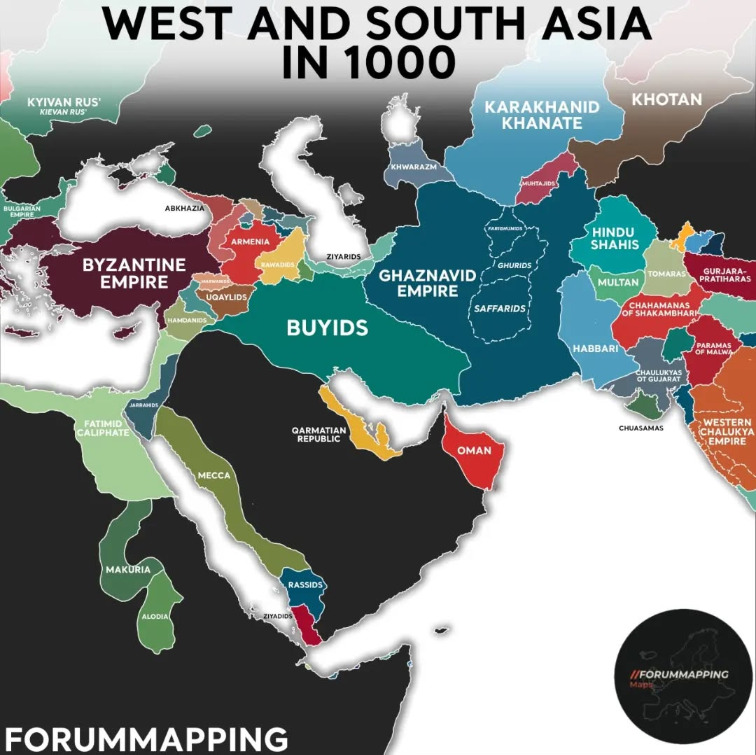 WEST AND SOUTH ASIA
IN 1000
KYIVAN RUS'
KIEVAN RUS'
KARAKHANID
KHANATE
KHOTAN
KHWARAZM
MUHTAJIDS
BULGARIAN
EMPIRE
ABKHAZIA
ARMENIA
RAWADIDS
ZIYARIDS
BYZANTINE
EMPIRE
UQAYLIDS
HAMDANIDS
BUYIDS
GHAZNAVID
EMPIRE
FARIGHUNIDS
GHURIDS
SAFFARIDS
HINDU
SHAHIS
MULTAN
TOMARAS
GURJARA-
PRATIHARAS
CHAHAMANAS
OF SHAKAMBHARI
HABBARI
PARAMAS
OF MALWA
CHAULUKYAS
OT GUJARAT
CHUASAMAS
WESTERN
CHALUKYA
EMPIRE
JARRAHIDS
FATIMID
CALIPHATE
QARMATIAN
REPUBLIC
OMAN
MECCA
MAKURIA
ALODIA
RASSIDS
ZIYADIDS
//FORUMMAPPING
Maps
FORUMMAPPING